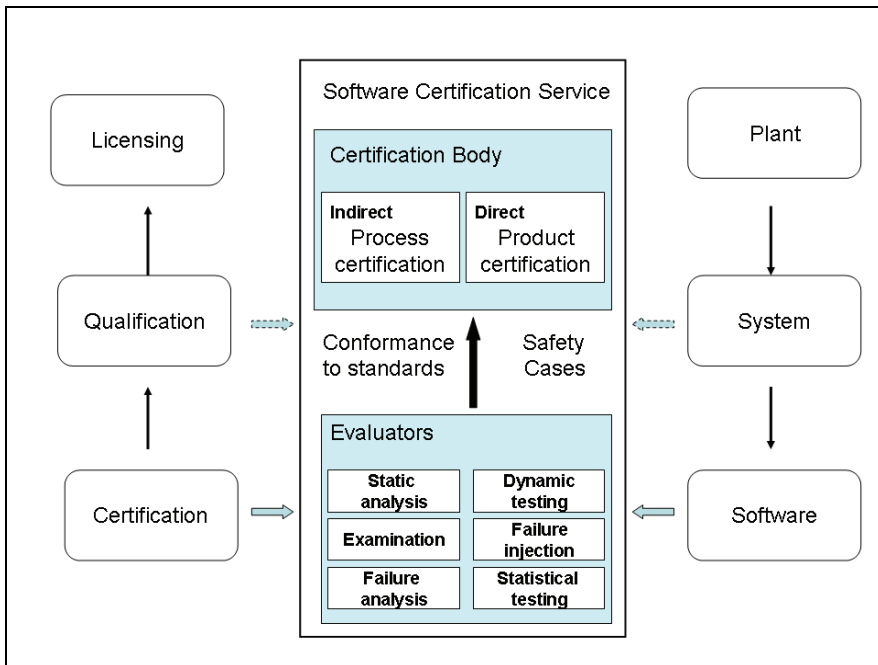 Software Certification Service
Licensing
Plant
Certification Body
Indirect
Process
certification
Direct
Product
certification
Qualification
System
Conformance
to standards
Safety
Cases
Evaluators
Static
analysis
Dynamic
testing
Certification
Software
Examination
Failure
injection
Failure
analysis
Statistical
testing